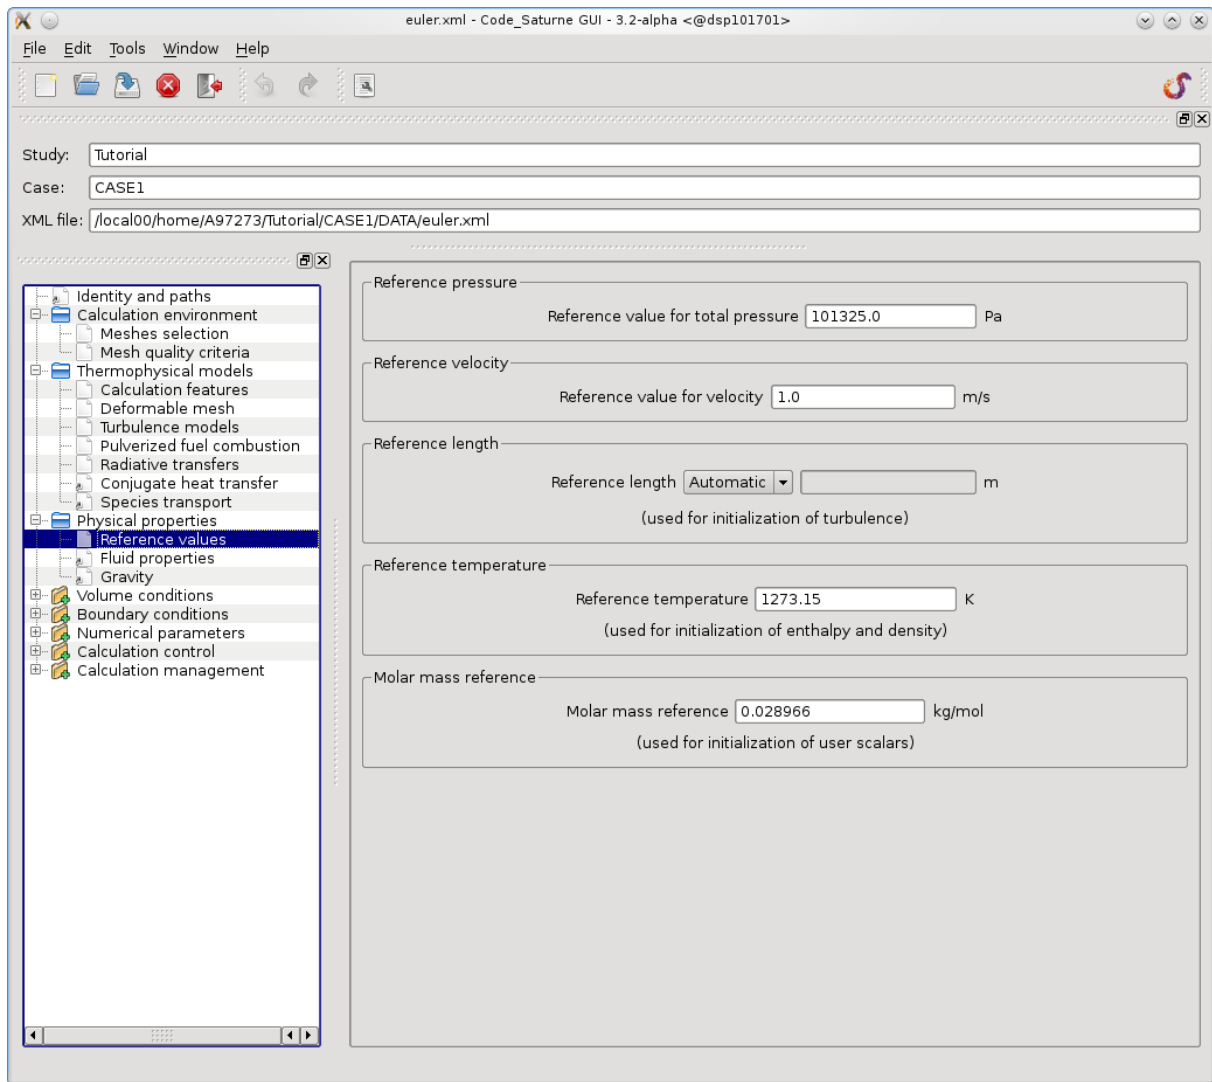 euler.xml - Code_Saturne GUI - 3.2-alpha <@dsp101701>
File Edit Tools Window Help
Study: Tutorial
Case: CASE1
XML file: /local00/home/A97273/Tutorial/CASE1/DATA/euler.xml
Identity and paths
Calculation environment
Meshes selection
Mesh quality criteria
Thermophysical models
Calculation features
Deformable mesh
Turbulence models
Pulverized fuel combustion
Radiative transfers
Conjugate heat transfer
Species transport
Physical properties
Reference values
Fluid properties
Gravity
Volume conditions
Boundary conditions
Numerical parameters
Calculation control
Calculation management
Reference pressure
Reference value for total pressure 101325.0 Pa
Reference velocity
Reference value for velocity 1.0 m/s
Reference length
Reference length Automatic m
(used for initialization of turbulence)
Reference temperature
Reference temperature 1273.15 K
(used for initialization of enthalpy and density)
Molar mass reference
Molar mass reference 0.028966 kg/mol
(used for initialization of user scalars)